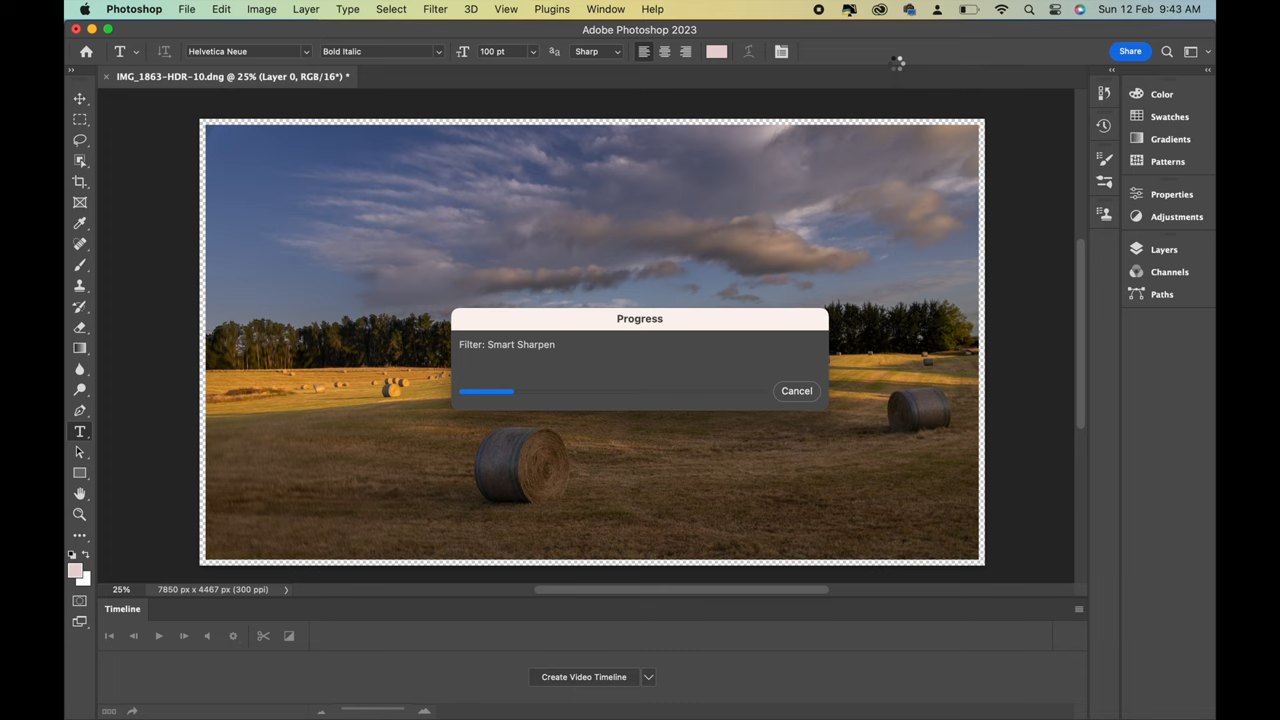 Photoshop File Edit Image Layer Type Select Filter 3D View Plugins Window Help Sun 12 Feb 9:43 AM
Adobe Photoshop 2023
T Helvetica Neue Bold Italic 100 pt Sharp Share
IMG_1863-HDR-10.dng @ 25% (Layer 0, RGB/16*) *
Color
Swatches
Gradients
Patterns
Properties
Adjustments
Layers
Channels
Paths
Progress
Filter: Smart Sharpen
Cancel
25% 7850 px x 4467 px (300 ppi)
Timeline
Create Video Timeline